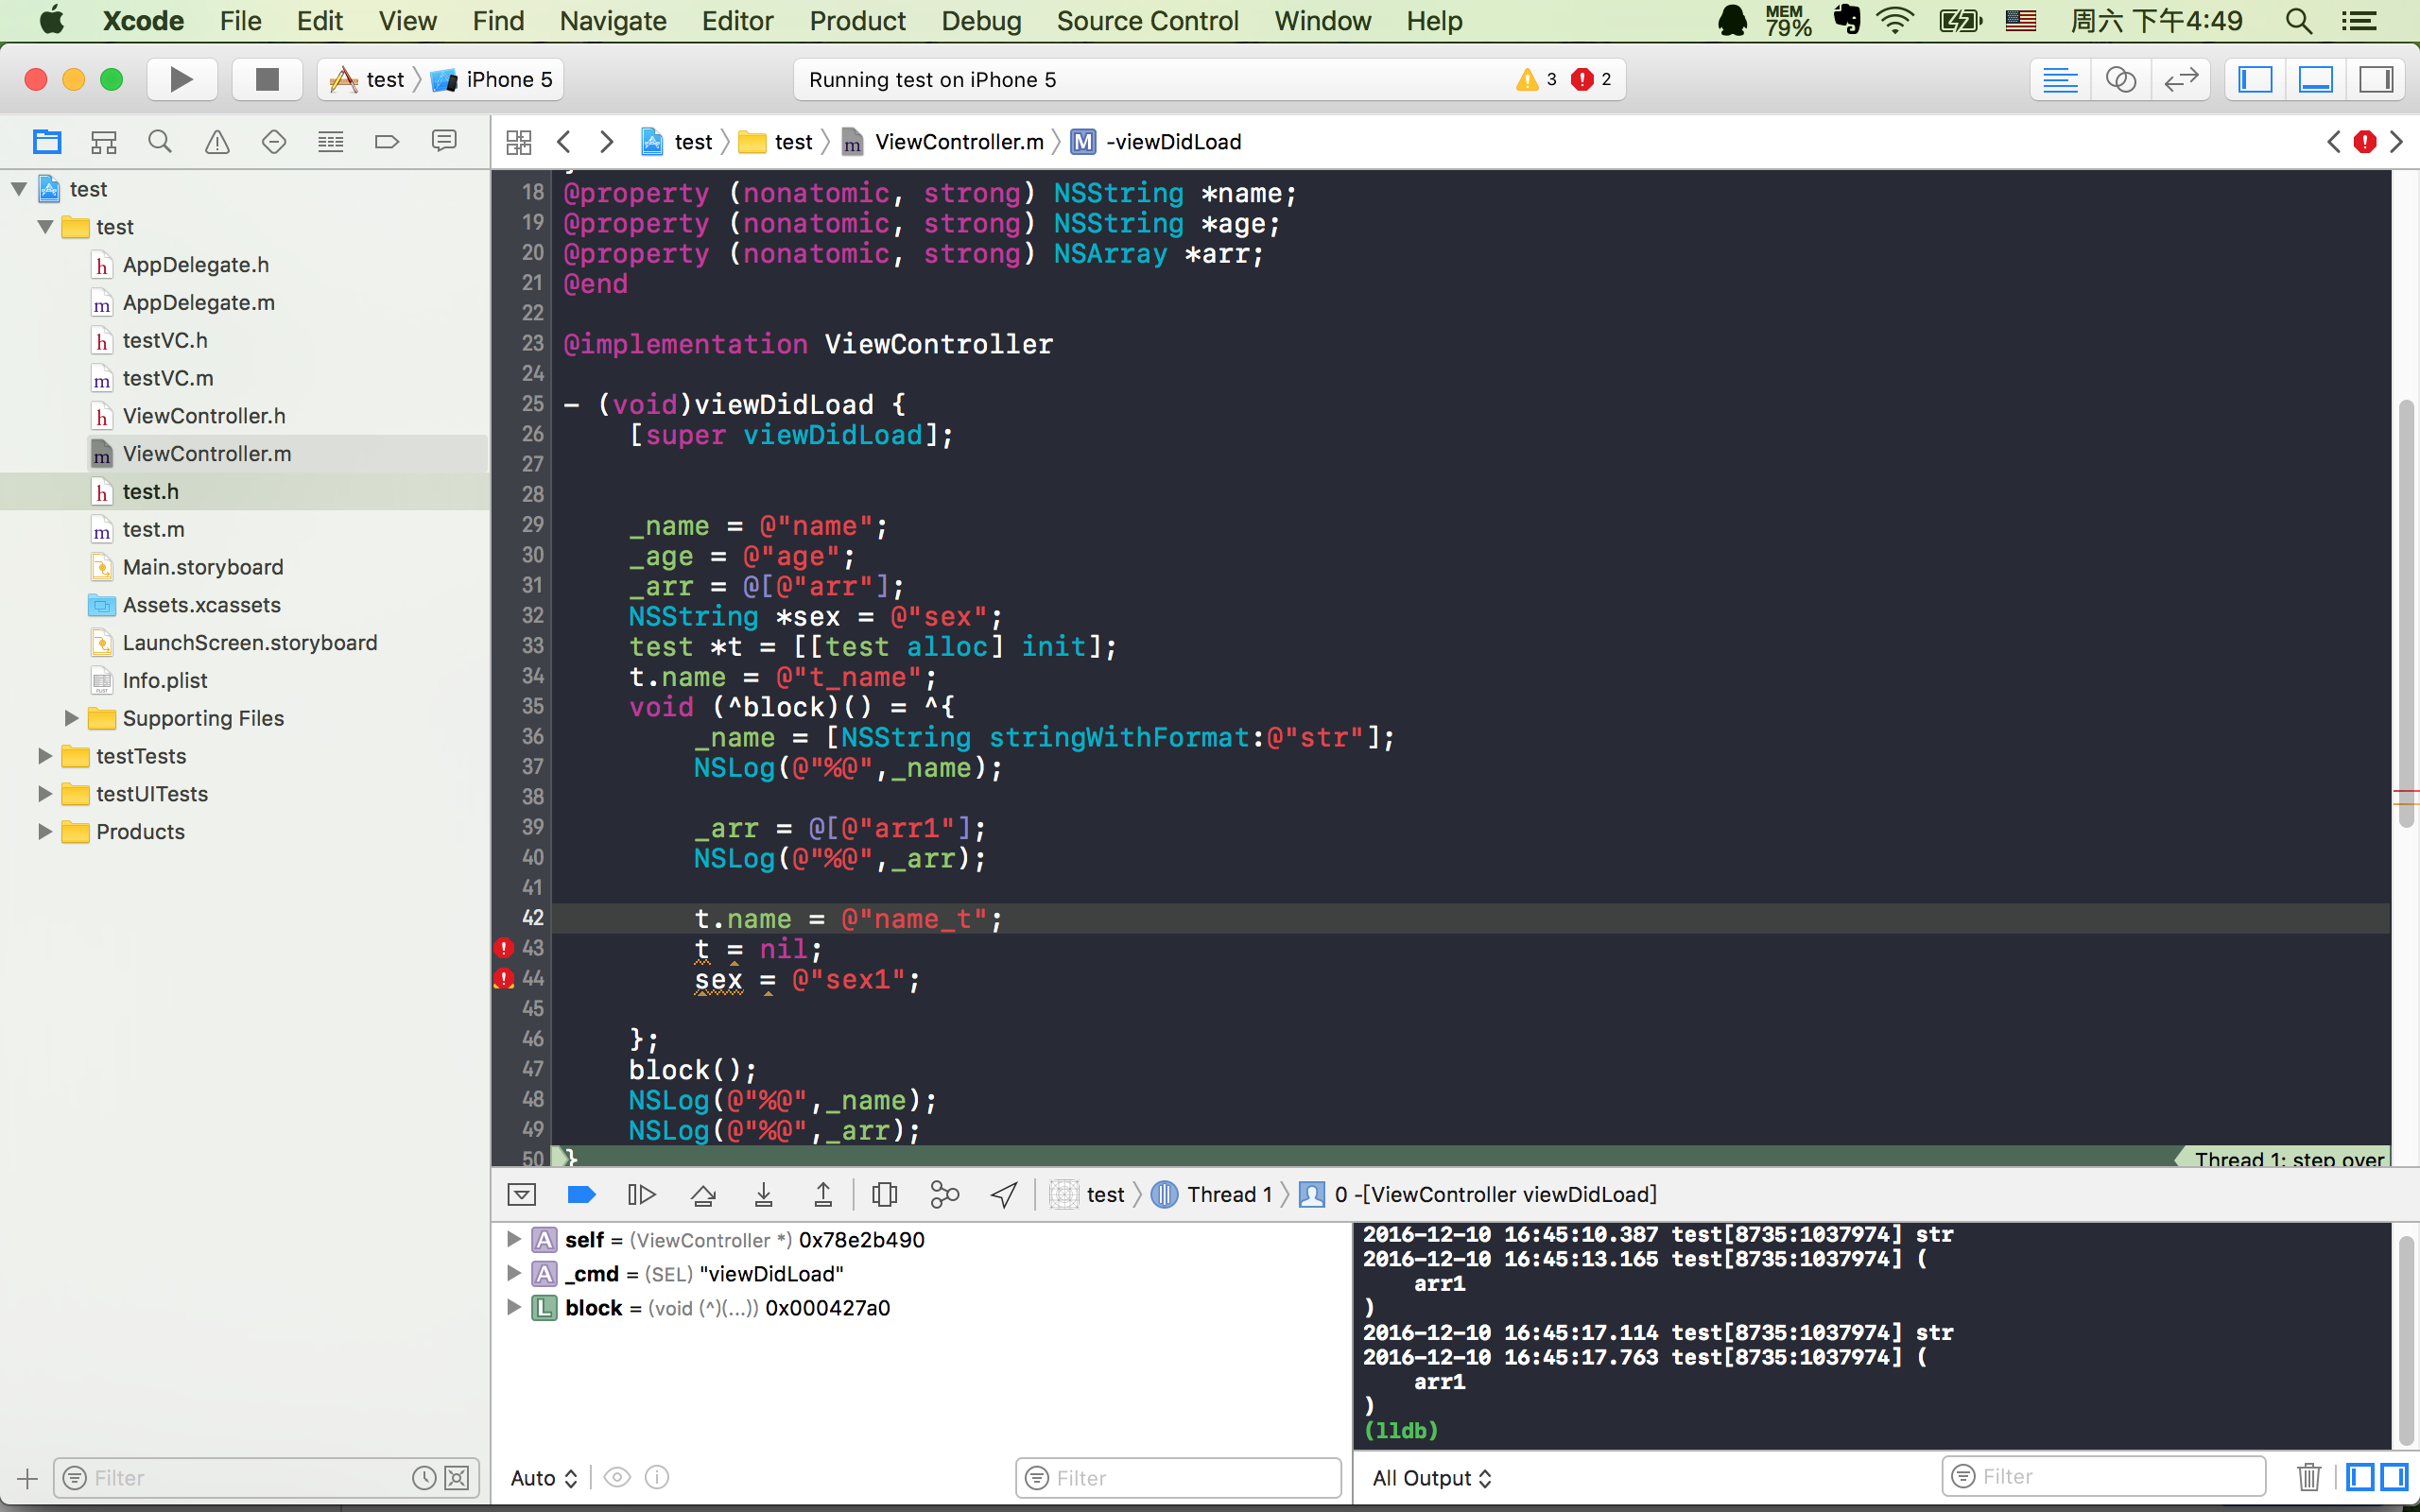 Xcode File Edit View Find Navigate Editor Product Debug Source Control Window Help MEM 79% 周六 下午4:49
test iPhone 5 Running test on iPhone 5 3 2
test test ViewController.m M -viewDidLoad
test
test
AppDelegate.h
AppDelegate.m
testVC.h
testVC.m
ViewController.h
ViewController.m
test.h
test.m
Main.storyboard
Assets.xcassets
LaunchScreen.storyboard
Info.plist
Supporting Files
testTests
testUITests
Products
Filter
18 @property (nonatomic, strong) NSString *name;
19 @property (nonatomic, strong) NSString *age;
20 @property (nonatomic, strong) NSArray *arr;
21 @end
22
23 @implementation ViewController
24
25 - (void)viewDidLoad {
26 [super viewDidLoad];
27
28
29 _name = @"name";
30 _age = @"age";
31 _arr = @[@"arr"];
32 NSString *sex = @"sex";
33 test *t = [[test alloc] init];
34 t.name = @"t_name";
35 void (^block)() = ^{
36 _name = [NSString stringWithFormat:@"str"];
37 NSLog(@"%@",_name);
38
39 _arr = @[@"arr1"];
40 NSLog(@"%@",_arr);
41
42 t.name = @"name_t";
43 t = nil;
44 sex = @"sex1";
45
46 };
47 block();
48 NSLog(@"%@",_name);
49 NSLog(@"%@",_arr);
50 } Thread 1: step over
test Thread 1 0 -[ViewController viewDidLoad]
A self = (ViewController *) 0x78e2b490
A _cmd = (SEL) "viewDidLoad"
L block = (void (^)(...)) 0x000427a0
Auto Filter
2016-12-10 16:45:10.387 test[8735:1037974] str
2016-12-10 16:45:13.165 test[8735:1037974] (
arr1
)
2016-12-10 16:45:17.114 test[8735:1037974] str
2016-12-10 16:45:17.763 test[8735:1037974] (
arr1
)
(lldb)
All Output Filter